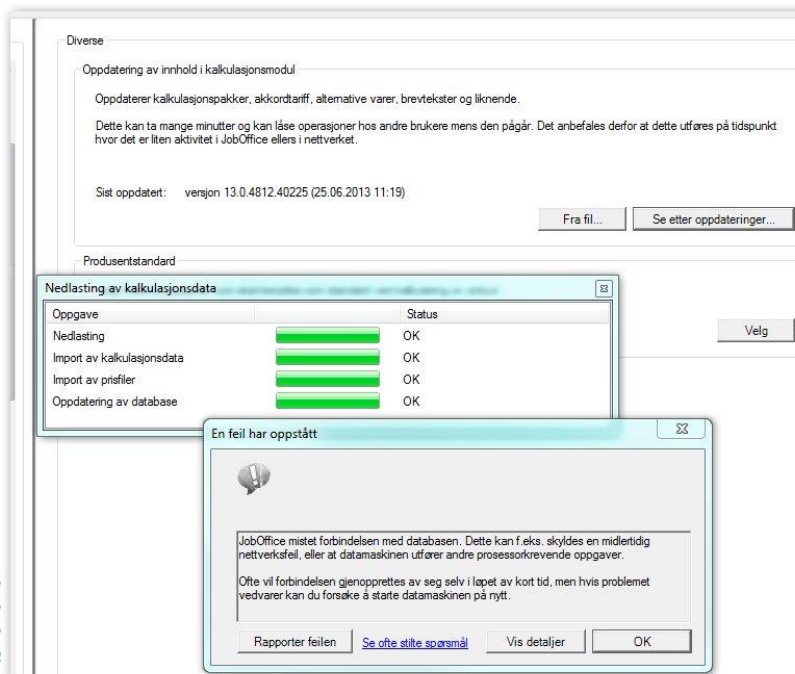 Diverse
Oppdatering av innhold i kalkulasjonsmodul
Oppdaterer kalkulasjonspakker, akkordtariff, alternative varer, brevtekster og liknende.
Dette kan ta mange minutter og kan låse operasjoner hos andre brukere mens den pågår. Det anbefales derfor at dette utføres på tidspunkt
hvor det er liten aktivitet i JobOffice ellers i nettverket.
Sist oppdatert: versjon 13.0.4812.40225 (25.06.2013 11:19)
Fra fil... Se etter oppdateringer...
Produsentstandard
Velg
Nedlasting av kalkulasjonsdata
Oppgave Status
Nedlasting OK
Import av kalkulasjonsdata OK
Import av prisfiler OK
Oppdatering av database OK
En feil har oppstått
JobOffice mistet forbindelsen med databasen. Dette kan f.eks. skyldes en midlertidig
nettverksfeil, eller at datamaskinen utfører andre prosessorkrevende oppgaver.
Ofte vil forbindelsen gjenopprettes av seg selv i løpet av kort tid, men hvis problemet
vedvarer kan du forsøke å starte datamaskinen på nytt.
Rapporter feilen Se ofte stilte spørsmål Vis detaljer OK